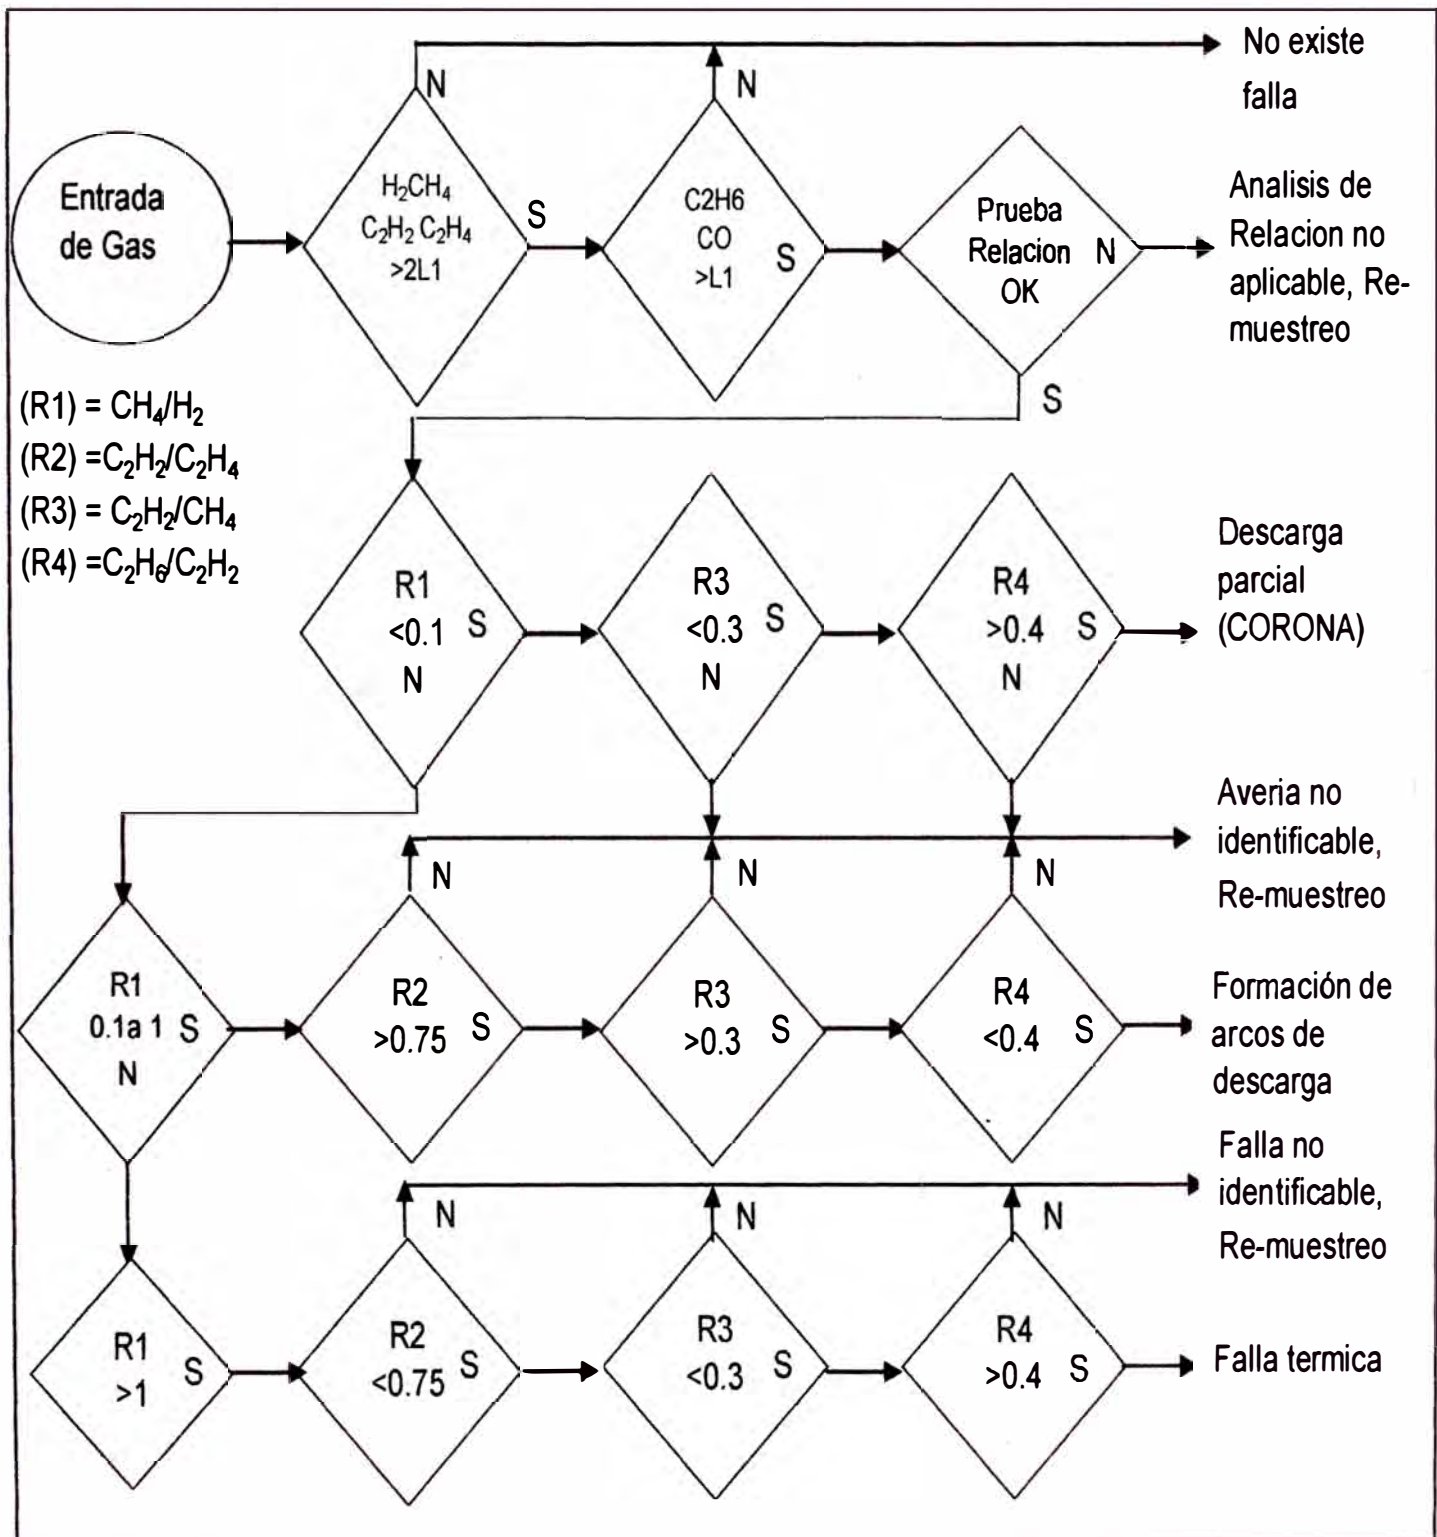 No existe
falla
N
N
Entrada
de Gas
H₂CH₄
C₂H₂ C₂H₄
>2L1
S
C2H6
CO
>L1
S
Prueba
Relacion
OK
N
S
Analisis de
Relacion no
aplicable, Re-
muestreo
(R1) = CH₄/H₂
(R2) =C₂H₂/C₂H₄
(R3) = C₂H₂/CH₄
(R4) =C₂H₆/C₂H₂
R1
<0.1 S
N
R3
<0.3 S
N
R4
>0.4 S
N
Descarga
parcial
(CORONA)
Averia no
identificable,
Re-muestreo
N
N
N
R1
0.1a 1 S
N
R2
>0.75 S
R3
>0.3 S
R4
<0.4 S
Formación de
arcos de
descarga
Falla no
identificable,
Re-muestreo
N
N
N
R1
>1 S
R2
<0.75 S
R3
<0.3 S
R4
>0.4 S
Falla termica